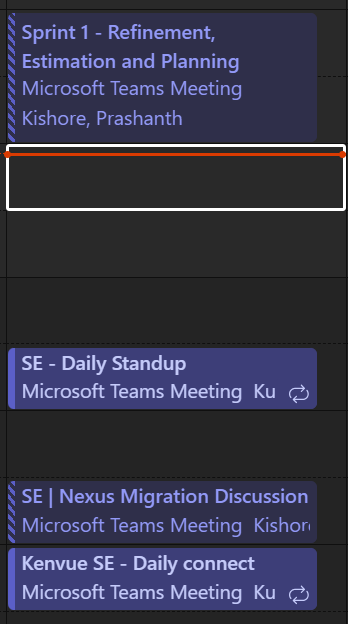 Sprint 1 - Refinement,
Estimation and Planning
Microsoft Teams Meeting
Kishore, Prashanth
SE - Daily Standup
Microsoft Teams Meeting Ku
SE | Nexus Migration Discussion
Microsoft Teams Meeting Kishor
Kenvue SE - Daily connect
Microsoft Teams Meeting Ku